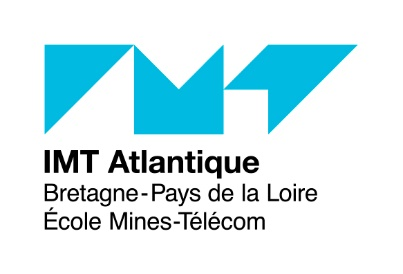 IMT Atlantique
Bretagne-Pays de la Loire
École Mines-Télécom